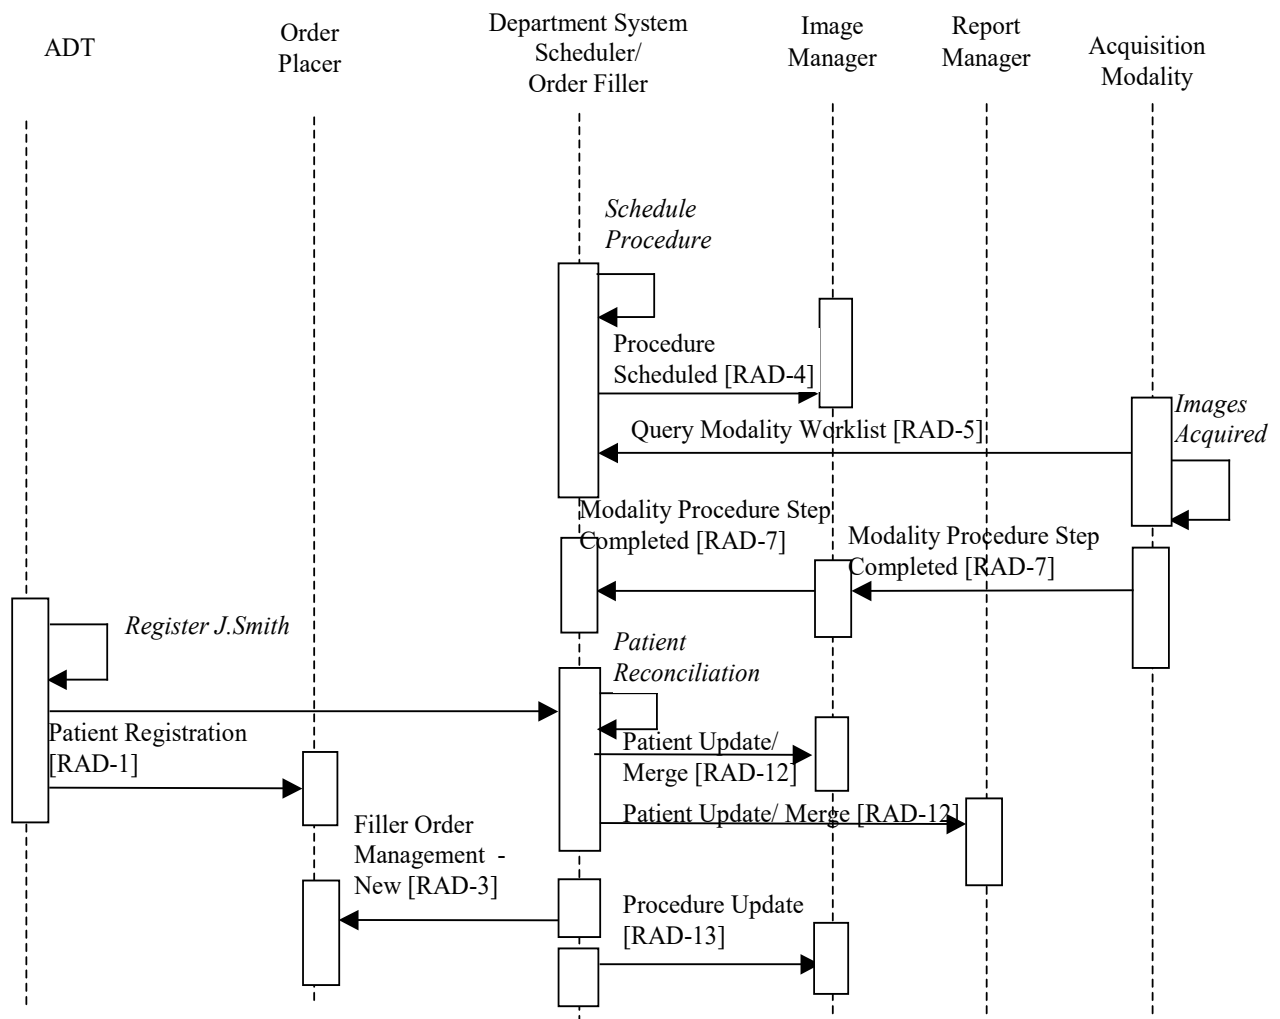 ADT
Order
Placer
Department System
Scheduler/
Order Filler
Image
Manager
Report
Manager
Acquisition
Modality
Schedule
Procedure
Procedure
Scheduled [RAD-4]
Images
Acquired
Query Modality Worklist [RAD-5]
Modality Procedure Step
Completed [RAD-7]
Modality Procedure Step
Completed [RAD-7]
Register J.Smith
Patient
Reconciliation
Patient Registration
[RAD-1]
Patient Update/
Merge [RAD-12]
Patient Update/ Merge [RAD-12]
Filler Order
Management -
New [RAD-3]
Procedure Update
[RAD-13]